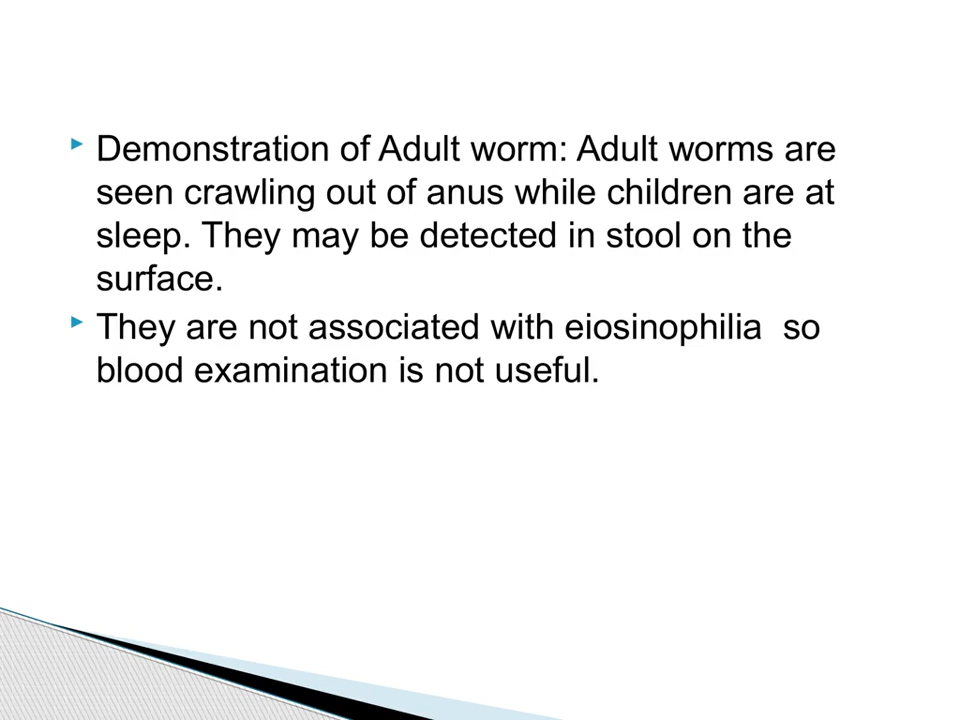 Demonstration of Adult worm: Adult worms are
seen crawling out of anus while children are at
sleep. They may be detected in stool on the
surface.
They are not associated with eiosinophilia  so
blood examination is not useful.